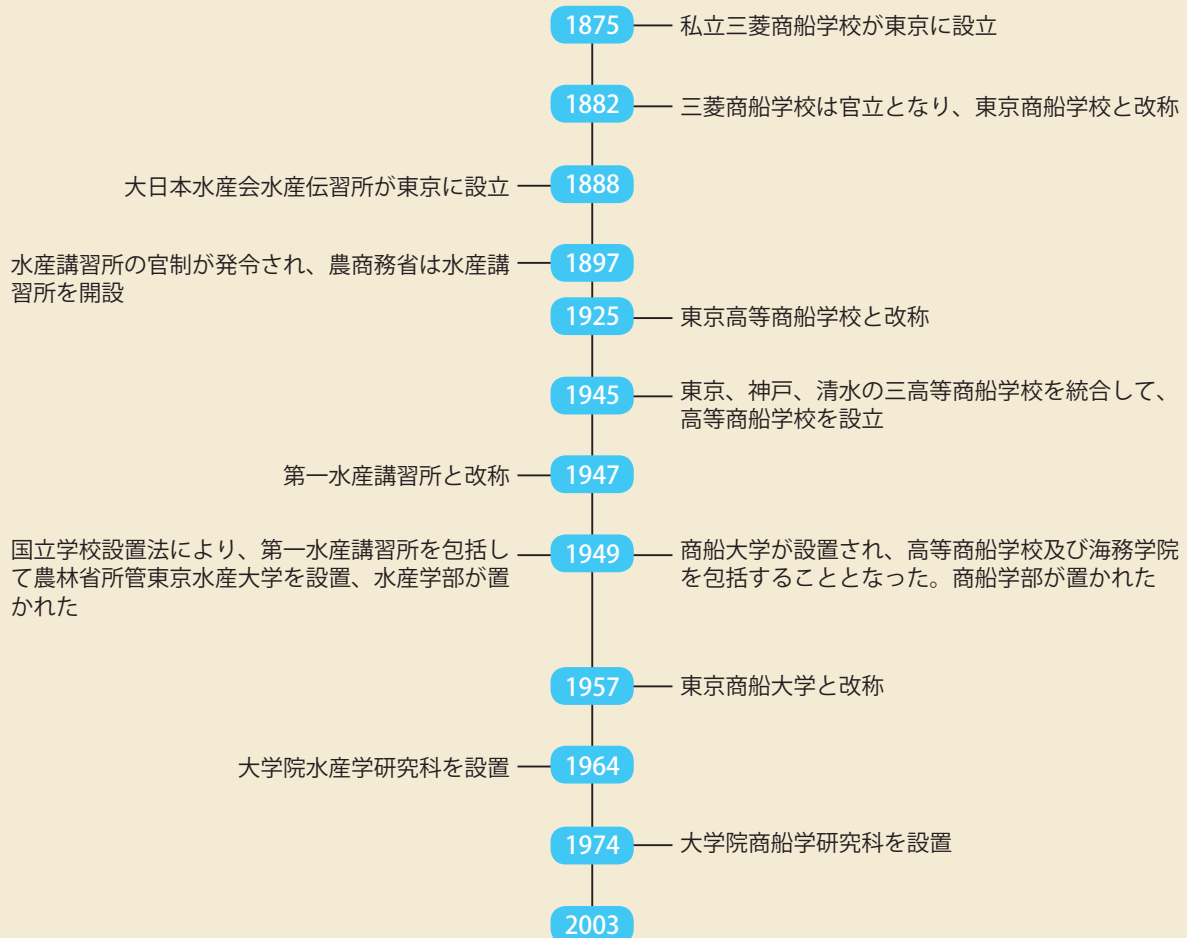 1875
私立三菱商船学校が東京に設立
1882
三菱商船学校は官立となり、東京商船学校と改称
大日本水産会水産伝習所が東京に設立
1888
水産講習所の官制が発令され、農商務省は水産講
習所を開設
1897
1925
東京高等商船学校と改称
1945
東京、神戸、清水の三高等商船学校を統合して、
高等商船学校を設立
第一水産講習所と改称
1947
国立学校設置法により、第一水産講習所を包括し
て農林省所管東京水産大学を設置、水産学部が置
かれた
1949
商船大学が設置され、高等商船学校及び海務学院
を包括することとなった。商船学部が置かれた
1957
東京商船大学と改称
大学院水産学研究科を設置
1964
1974
大学院商船学研究科を設置
2003